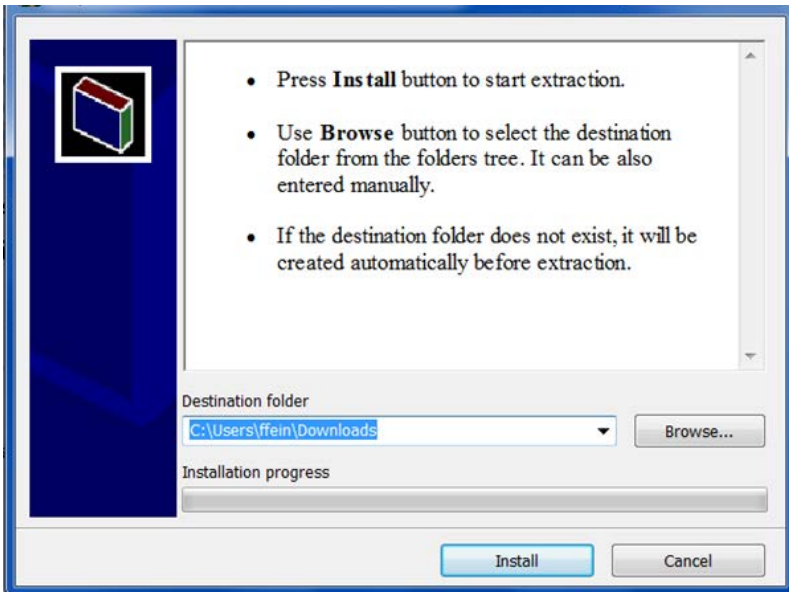 Press Install button to start extraction.
Use Browse button to select the destination
folder from the folders tree. It can be also
entered manually.
If the destination folder does not exist, it will be
created automatically before extraction.
Destination folder
C:\Users\ffein\Downloads
Browse...
Installation progress
Install
Cancel